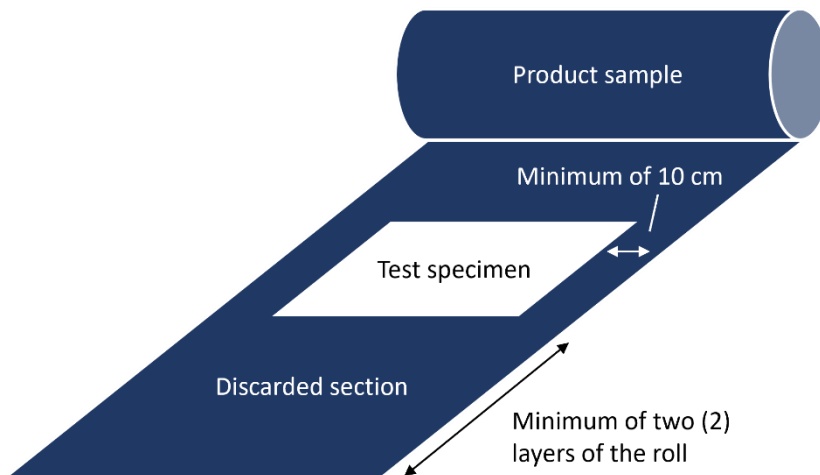 Product sample
Minimum of 10 cm
Test specimen
Discarded section
Minimum of two (2)
layers of the roll